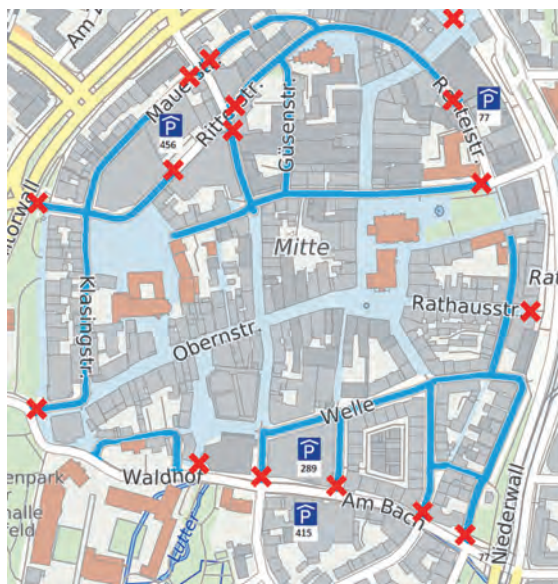 Am
Mauerstr.
Ritterstr.
P
456
Güsenstr.
P
77
Mitte
Klasingstr.
Obernstr.
Rathausstr.
Rat
Welle
Waldhof
P
289
Am Bach
P
415
Lutter
Niederwall
enpark
halle
feld
77